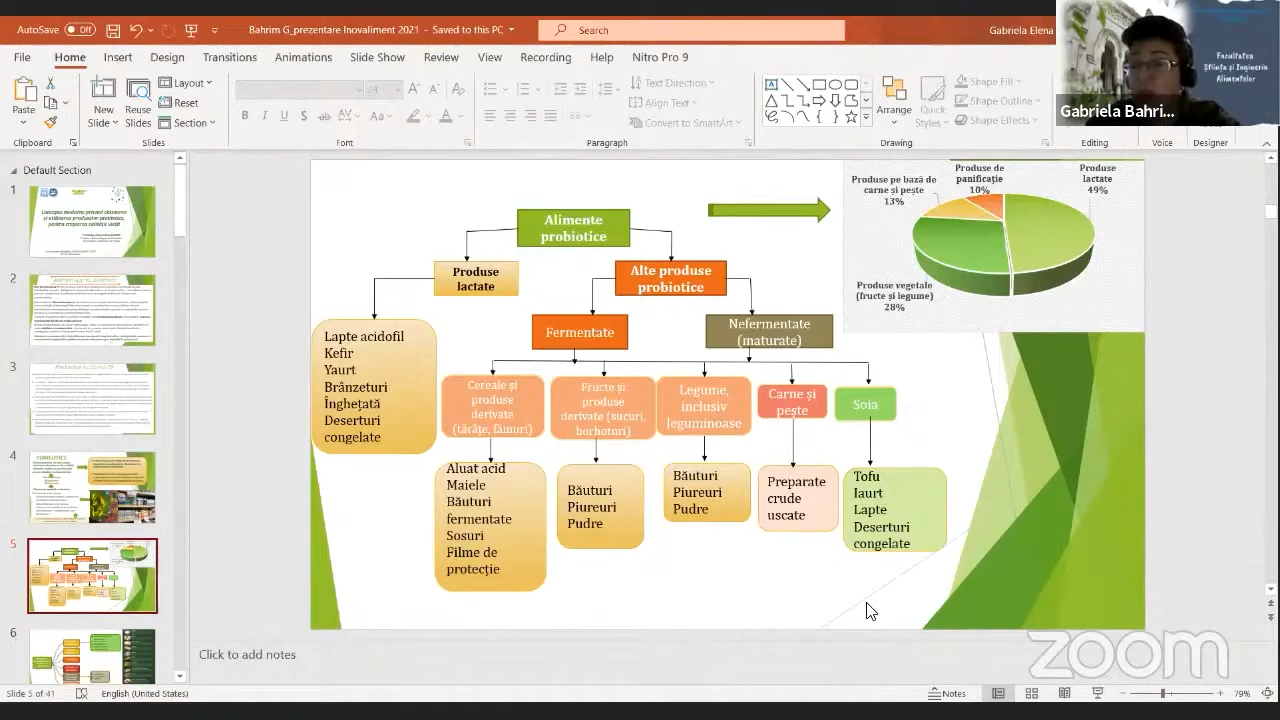 AutoSave Off
Bahrim G_prezentare Inovaliment 2021 - Saved to this PC
Search
Gabriela Elena
File Home Insert Design Transitions Animations Slide Show Review View Recording Help Nitro Pro 9
Paste
New
Slide
Reuse
Slides
Layout
Reset
Section
Text Direction
Align Text
Convert to SmartArt
Arrange
Quick
Styles
Shape Fill
Shape Outline
Shape Effects
Clipboard Slides Font Paragraph Drawing Editing Voice Designer
Facultatea
Știința și Ingineria
Alimentelor
Gabriela Bahri...
Default Section
1
2
3
4
5
6
Alimente
probiotice
Produse
lactate
Alte produse
probiotice
Fermentate
Nefermentate
(maturate)
Lapte acidofil
Kefir
Yaurt
Brânzeturi
Îngheţată
Deserturi
congelate
Cereale și
produse
derivate
(tărâțe, făinuri)
Fructe și
produse
derivate (sucuri,
borhoturi)
Legume,
inclusiv
leguminoase
Carne și
pește
Soia
Aluat acid
Maiele
Băuturi
fermentate
Sosuri
Filme de
protecţie
Băuturi
Piureuri
Pudre
Băuturi
Piureuri
Pudre
Preparate
crude
uscate
Tofu
Iaurt
Lapte
Deserturi
congelate
Produse pe bază de
carne și pește
13%
Produse de
panificație
10%
Produse
lactate
49%
Produse vegetale
(fructe și legume)
28%
zoom
Click to add notes
Slide 5 of 41
English (United States)
Notes
79%